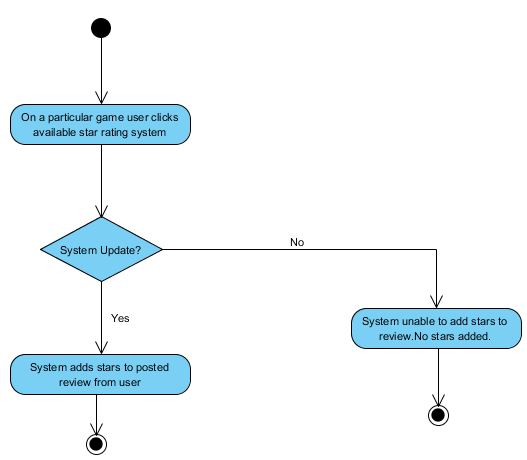 On a particular game user clicks
available star rating system
System Update?
No
Yes
System unable to add stars to
review.No stars added.
System adds stars to posted
review from user